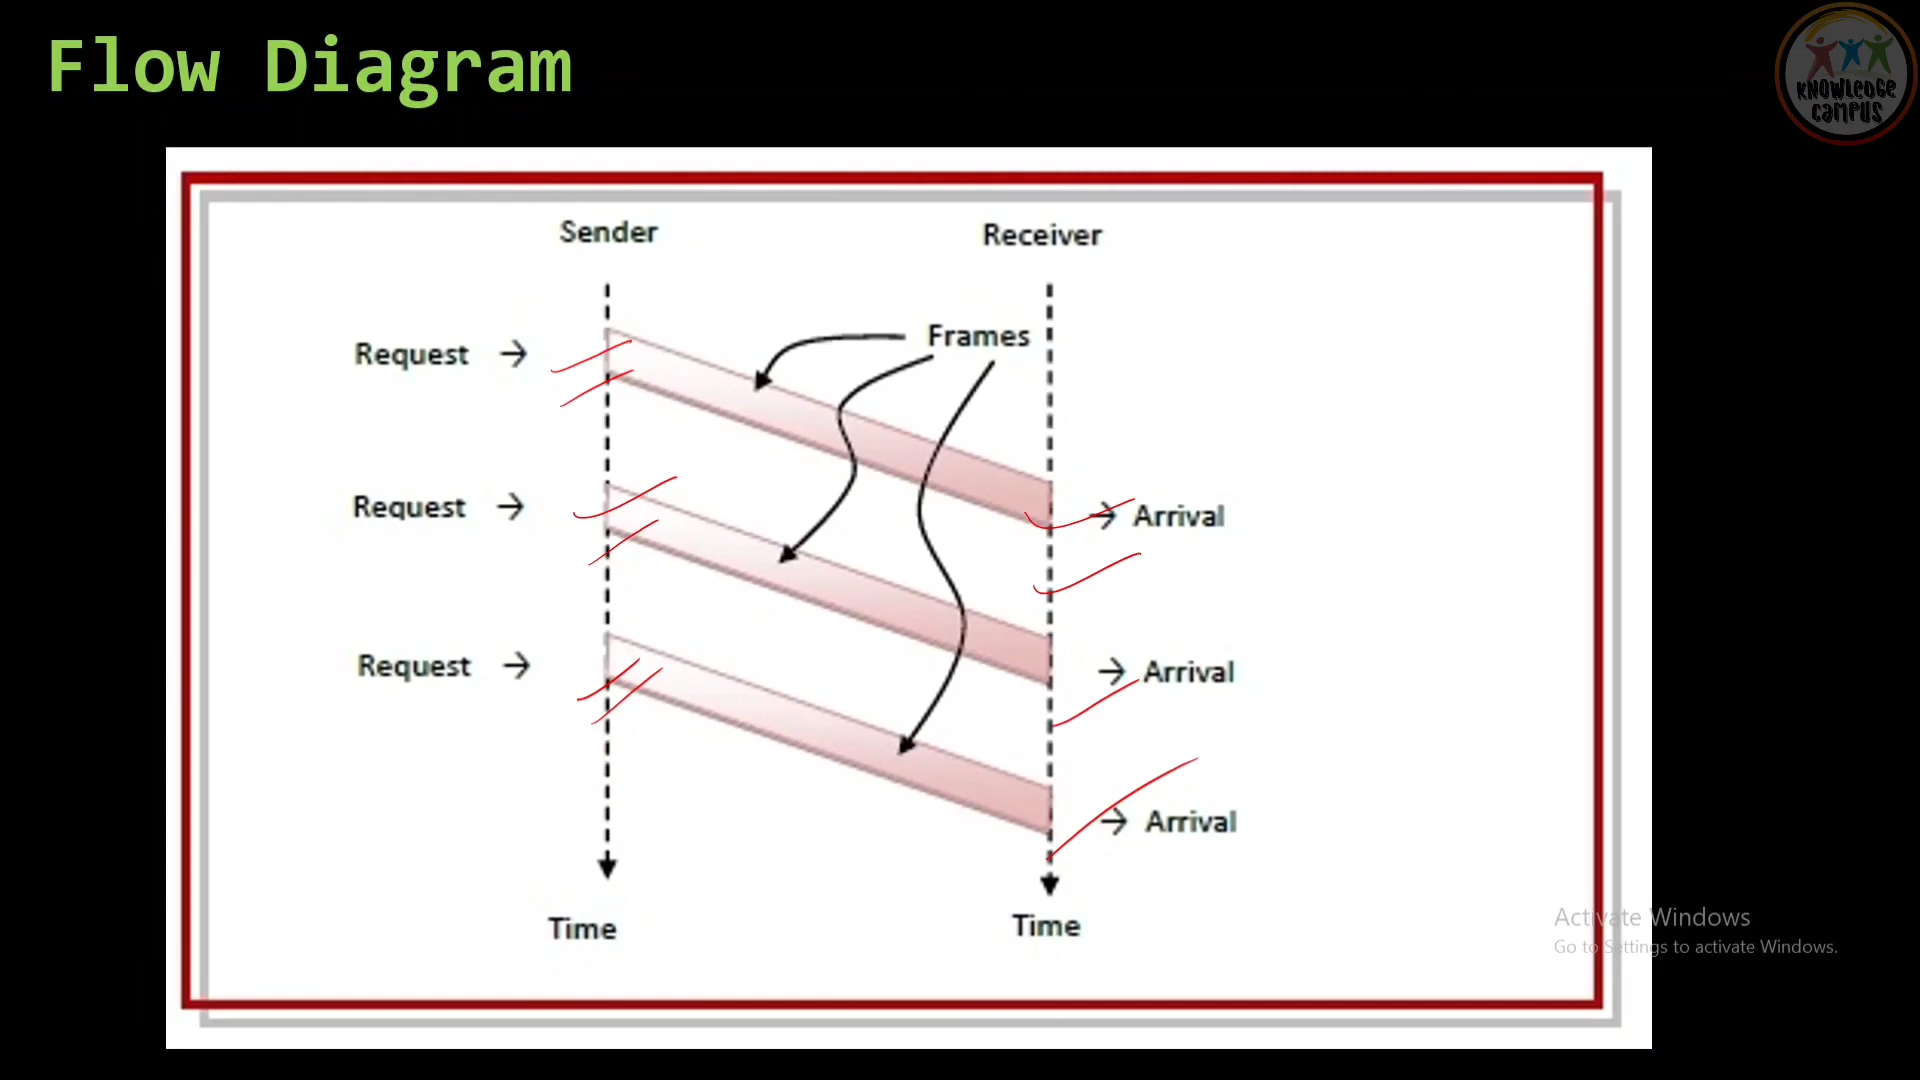 Flow Diagram
KNOWLEDGE
CAMPUS
Sender
Receiver
Frames
Request →
Request →
→ Arrival
Request →
→ Arrival
→ Arrival
Time
Time
Activate Windows
Go to Settings to activate Windows.